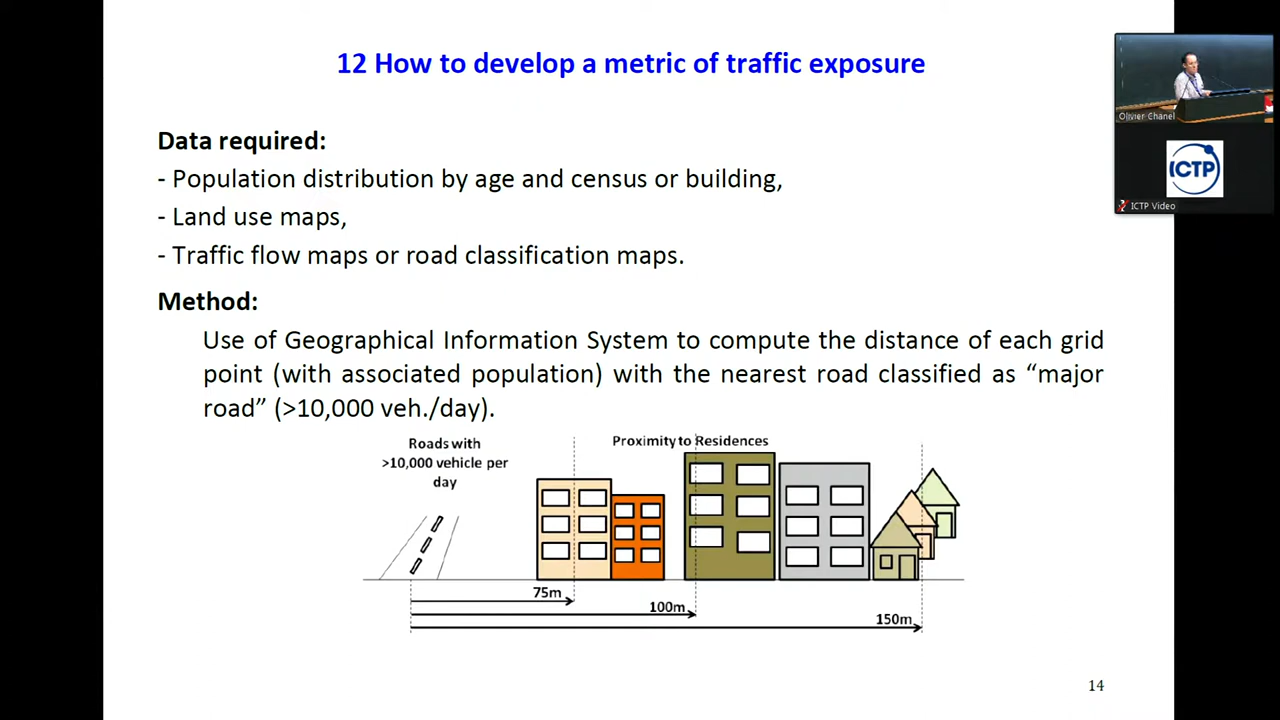 12 How to develop a metric of traffic exposure
Data required:
- Population distribution by age and census or building,
- Land use maps,
- Traffic flow maps or road classification maps.
Method:
Use of Geographical Information System to compute the distance of each grid
point (with associated population) with the nearest road classified as “major
road” (>10,000 veh./day).
Roads with
>10,000 vehicle per
day
Proximity to Residences
75m
100m
150m
14
Olivier Chanel
ICTP
ICTP Video